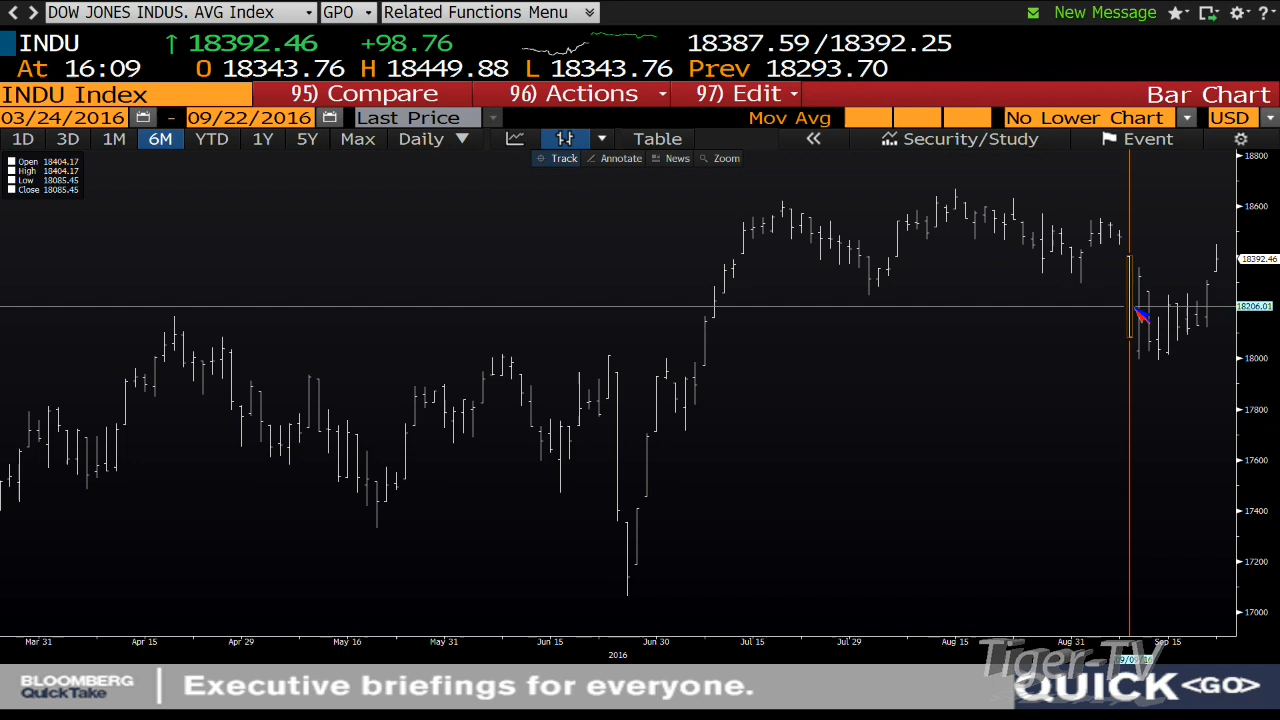 DOW JONES INDUS. AVG Index GPO Related Functions Menu New Message
INDU ↑ 18392.46 +98.76 18387.59/18392.25
At 16:09 O 18343.76 H 18449.88 L 18343.76 Prev 18293.70
INDU Index 95) Compare 96) Actions 97) Edit Bar Chart
03/24/2016 - 09/22/2016 Last Price Mov Avg No Lower Chart USD
1D 3D 1M 6M YTD 1Y 5Y Max Daily Table « Security/Study Event
Track Annotate News Zoom
Open 18404.17
High 18404.17
Low 18085.45
Close 18085.45
18800
18600
18392.46
18206.01
18000
17800
17600
17400
17200
17000
Mar 31 Apr 15 Apr 29 May 16 May 31 Jun 15 Jun 30 Jul 15 Jul 29 Aug 15 Aug 31 Sep 15
2016
09/09/16
Tiger-TV
BLOOMBERG
QuickTake
Executive briefings for everyone.
QUICK <GO>